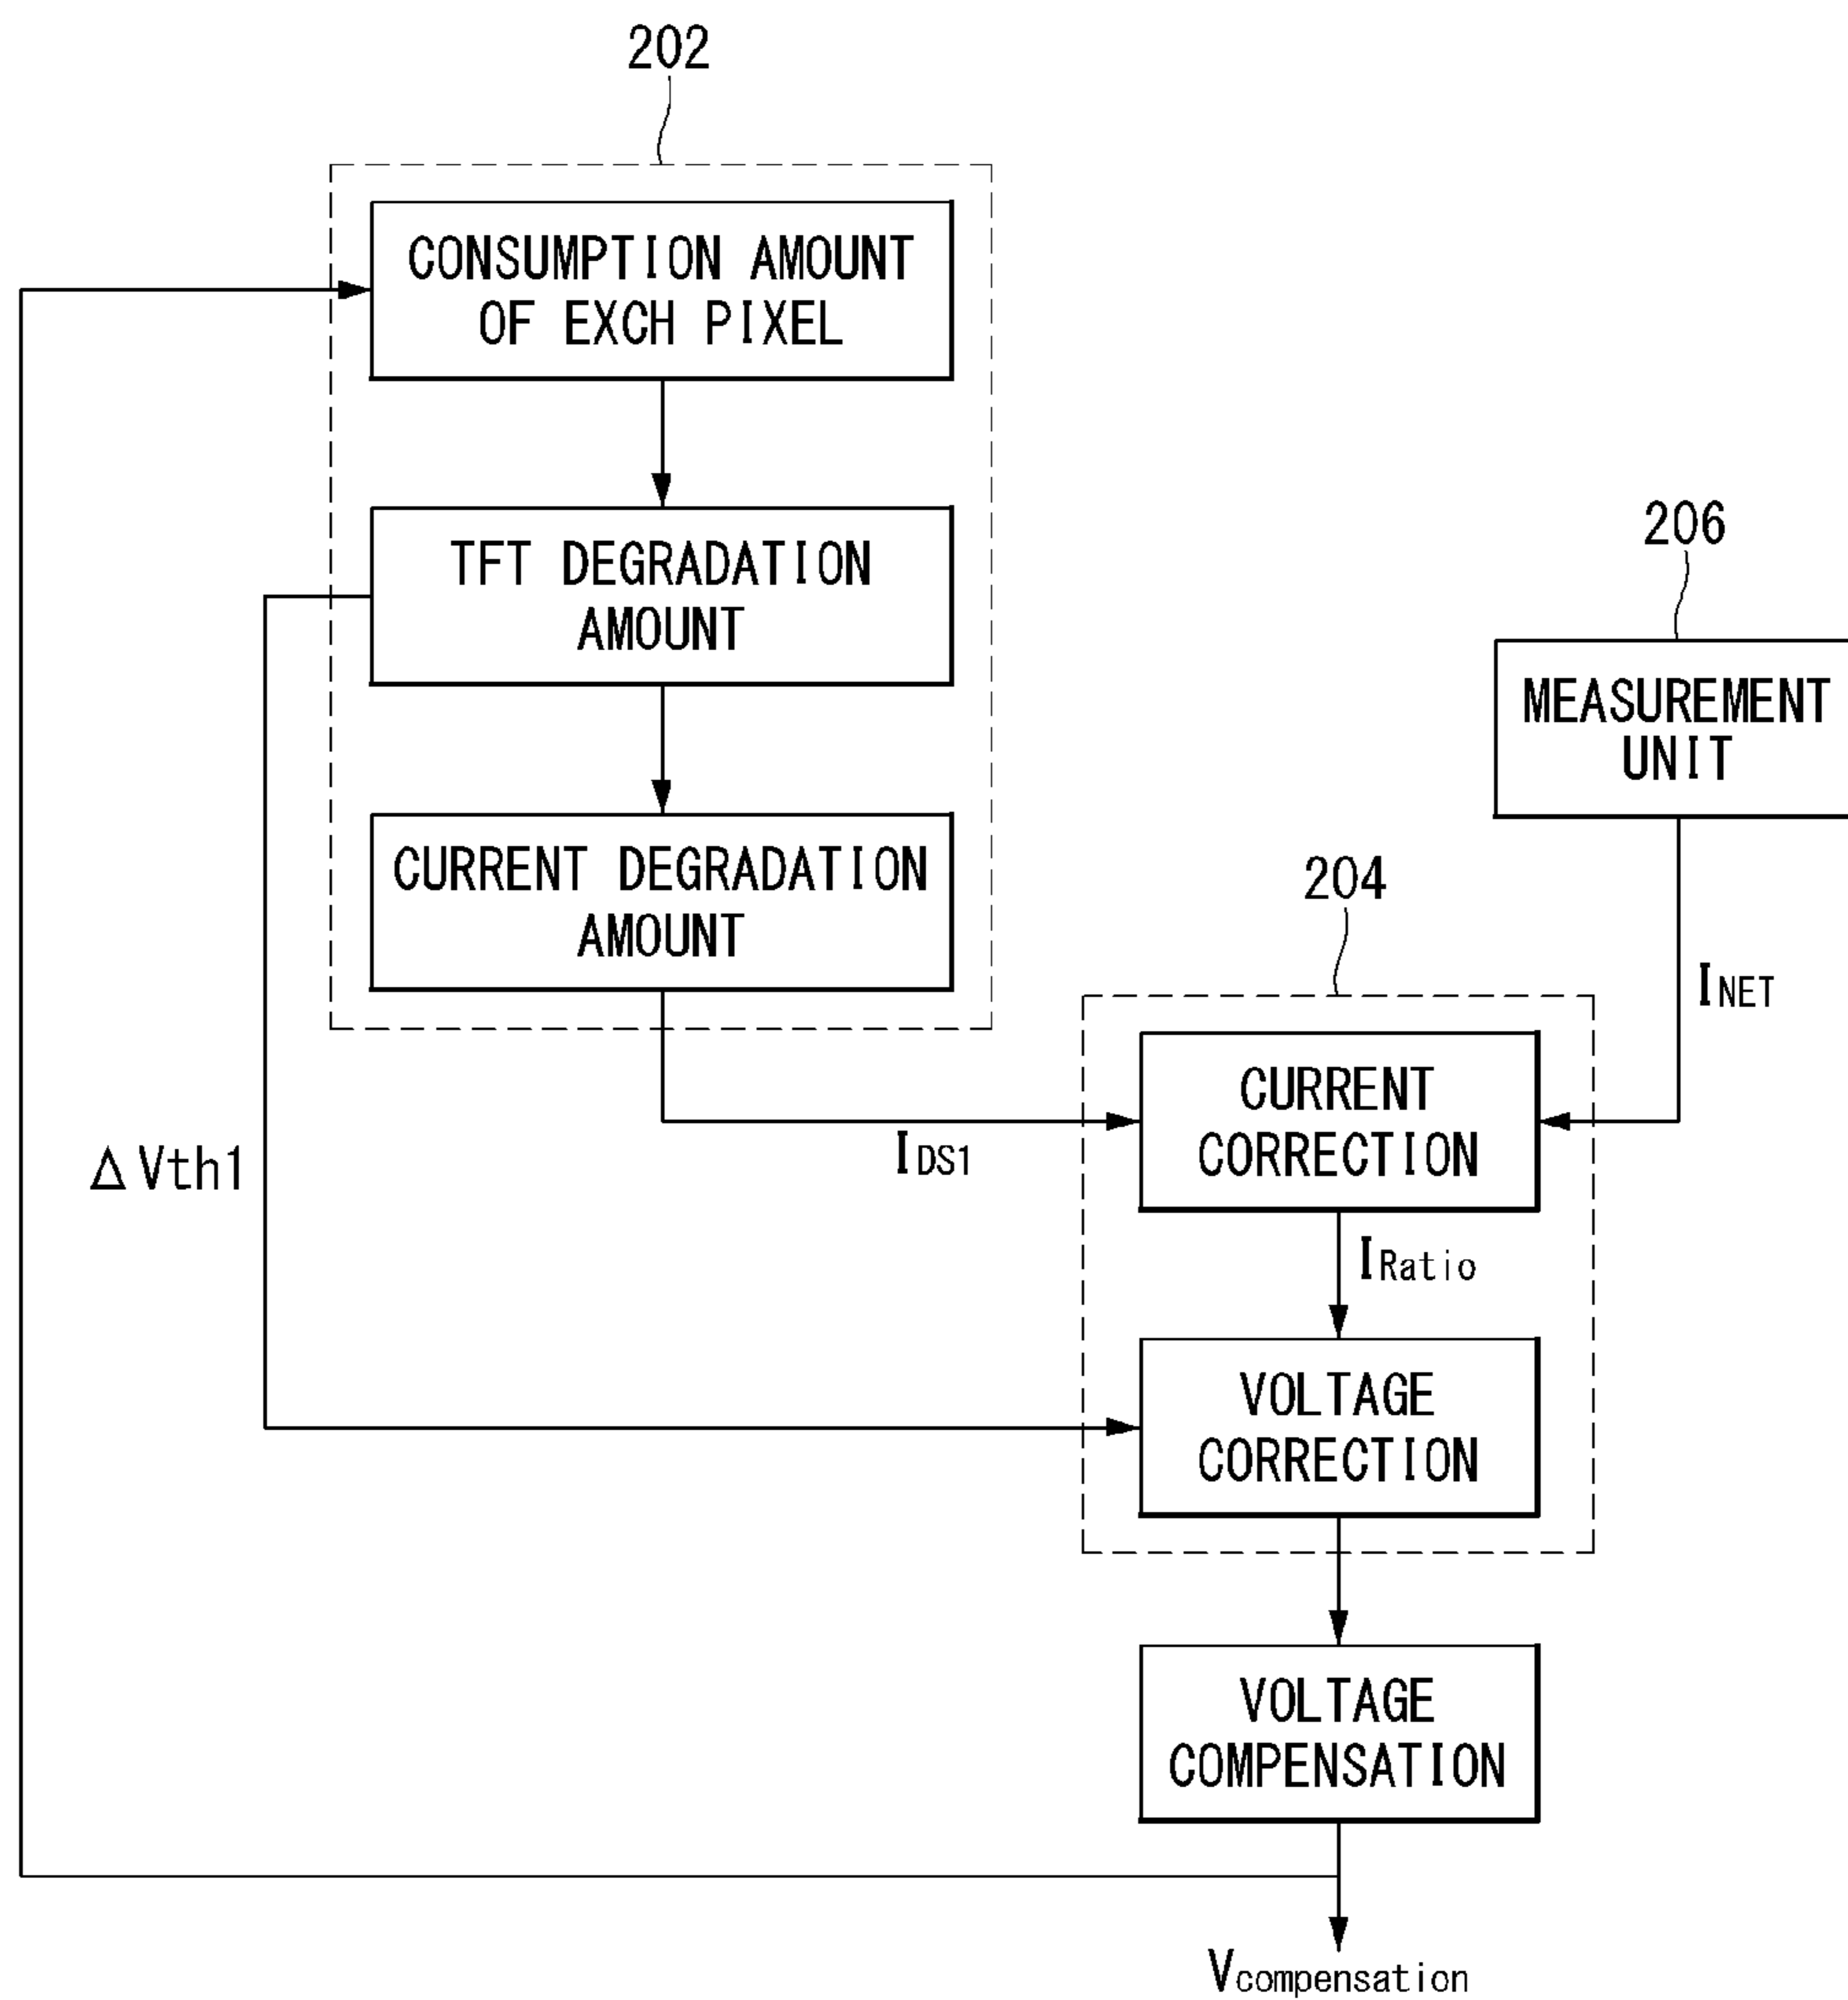 202
CONSUMPTION AMOUNT
OF EXCH PIXEL
TFT DEGRADATION
AMOUNT
206
MEASUREMENT
UNIT
CURRENT DEGRADATION
AMOUNT
204
INET
CURRENT
CORRECTION
IDS1
ΔVth1
IRatio
VOLTAGE
CORRECTION
VOLTAGE
COMPENSATION
Vcompensation